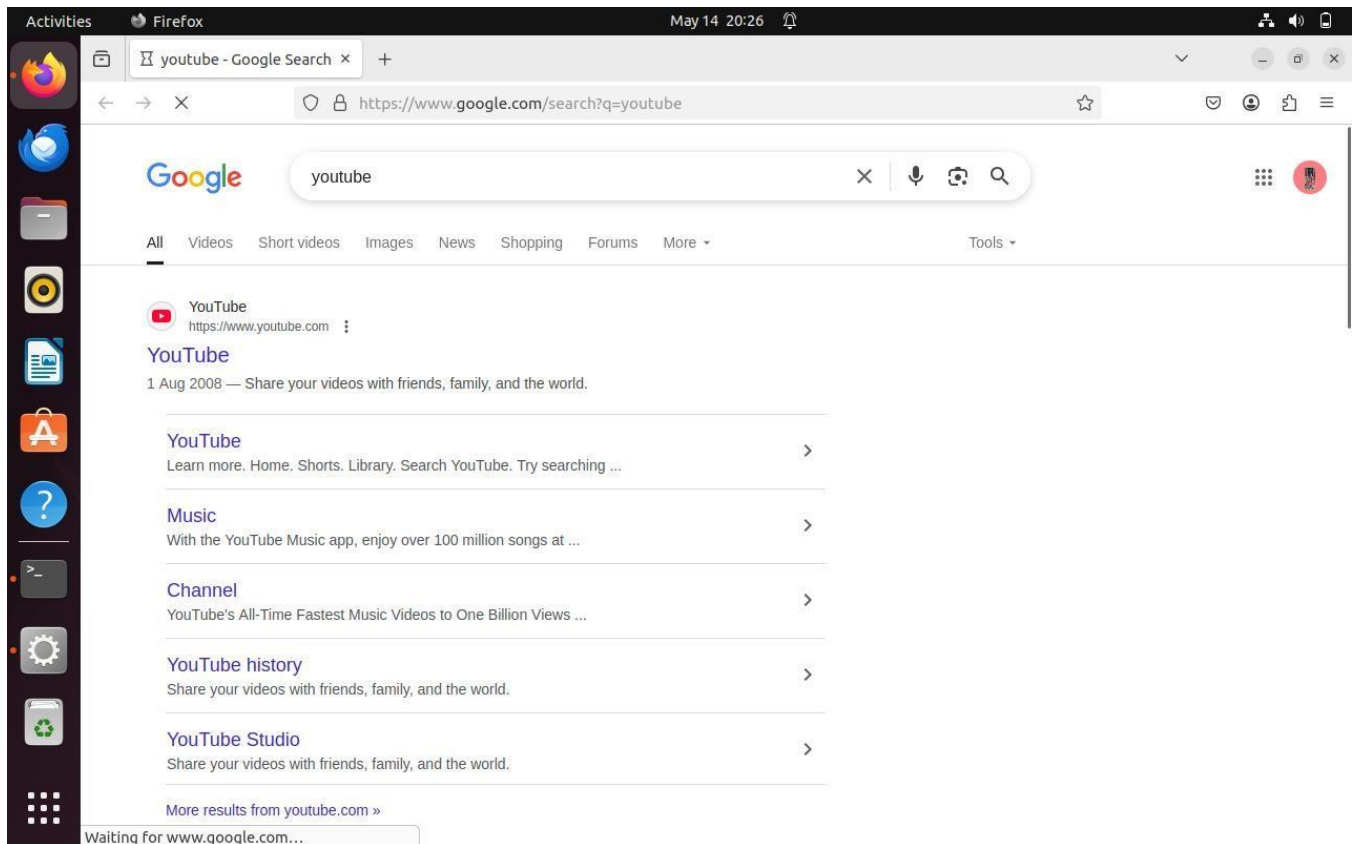 Activities Firefox May 14 20:26
youtube - Google Search
https://www.google.com/search?q=youtube
Google youtube
All Videos Short videos Images News Shopping Forums More Tools
YouTube
https://www.youtube.com
YouTube
1 Aug 2008 — Share your videos with friends, family, and the world.
YouTube
Learn more. Home. Shorts. Library. Search YouTube. Try searching ...
Music
With the YouTube Music app, enjoy over 100 million songs at ...
Channel
YouTube's All-Time Fastest Music Videos to One Billion Views ...
YouTube history
Share your videos with friends, family, and the world.
YouTube Studio
Share your videos with friends, family, and the world.
More results from youtube.com »
Waiting for www.google.com…